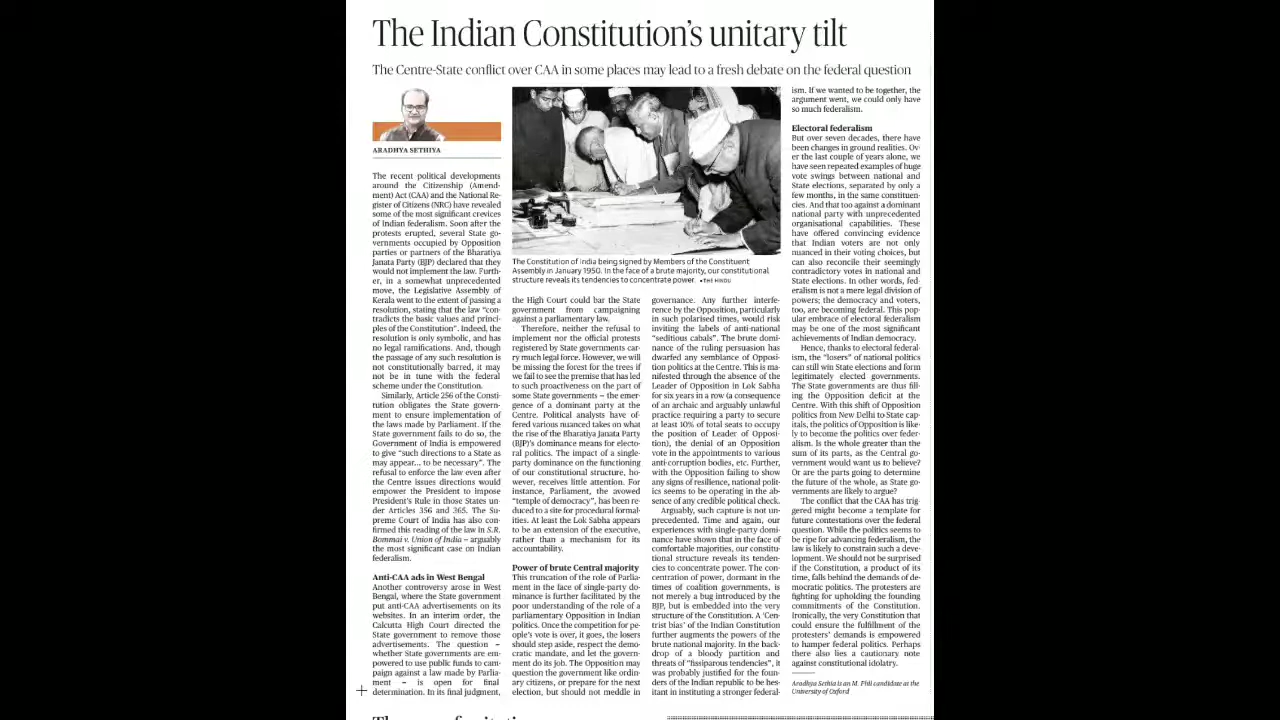 The Indian Constitution's unitary tilt
The Centre-State conflict over CAA in some places may lead to a fresh debate on the federal question
ARADHYA SETHIYA
The recent political developments
around the Citizenship (Amend-
ment) Act (CAA) and the National Re-
gister of Citizens (NRC) have revealed
some of the most significant crevices
of Indian federalism. Soon after the
protests erupted, several State go-
vernments occupied by Opposition
parties or partners of the Bharatiya
Janata Party (BJP) declared that they
would not implement the law. Furth-
er, in a somewhat unprecedented
move, the Legislative Assembly of
Kerala went to the extent of passing a
resolution, stating that the law "con-
tradicts the basic values and princi-
ples of the Constitution". Indeed, the
resolution is only symbolic, and has
no legal ramifications. And, though
the passage of any such resolution is
not constitutionally barred, it may
not be in tune with the federal
scheme under the Constitution.
Similarly, Article 256 of the Consti-
tution obligates the State govern-
ment to ensure implementation of
the laws made by Parliament. If the
State government fails to do so, the
Government of India is empowered
to give "such directions to a State as
may appear... to be necessary". The
refusal to enforce the law even after
the Centre issues directions would
empower the President to impose
President's Rule in those States un-
der Articles 356 and 365. The Su-
preme Court of India has also con-
firmed this reading of the law in S.R.
Bommai v. Union of India – arguably
the most significant case on Indian
federalism.
Anti-CAA ads in West Bengal
Another controversy arose in West
Bengal, where the State government
put anti-CAA advertisements on its
websites. In an interim order, the
Calcutta High Court directed the
State government to remove those
advertisements. The question –
whether State governments are em-
powered to use public funds to cam-
paign against a law made by Parlia-
ment – is open for final
determination. In its final judgment,
The Constitution of India being signed by Members of the Constituent
Assembly in January 1950. In the face of a brute majority, our constitutional
structure reveals its tendencies to concentrate power. •THE HINDU
the High Court could bar the State
government from campaigning
against a parliamentary law.
Therefore, neither the refusal to
implement nor the official protests
registered by State governments car-
ry much legal force. However, we will
be missing the forest for the trees if
we fail to see the premise that has led
to such proactiveness on the part of
some State governments – the emer-
gence of a dominant party at the
Centre. Political analysts have of-
fered various nuanced takes on what
the rise of the Bharatiya Janata Party
(BJP)'s dominance means for electo-
ral politics. The impact of a single-
party dominance on the functioning
of our constitutional structure, ho-
wever, receives little attention. For
instance, Parliament, the avowed
"temple of democracy", has been re-
duced to a site for procedural formal-
ities. At least the Lok Sabha appears
to be an extension of the executive,
rather than a mechanism for its
accountability.
Power of brute Central majority
This truncation of the role of Parlia-
ment in the face of single-party do-
minance is further facilitated by the
poor understanding of the role of a
parliamentary Opposition in Indian
politics. Once the competition for pe-
ople's vote is over, it goes, the losers
should step aside, respect the demo-
cratic mandate, and let the govern-
ment do its job. The Opposition may
question the government like ordin-
ary citizens, or prepare for the next
election, but should not meddle in
governance. Any further interfe-
rence by the Opposition, particularly
in such polarised times, would risk
inviting the labels of anti-national
"seditious cabals". The brute domi-
nance of the ruling persuasion has
dwarfed any semblance of Opposi-
tion politics at the Centre. This is ma-
nifested through the absence of the
Leader of Opposition in Lok Sabha
for six years in a row (a consequence
of an archaic and arguably unlawful
practice requiring a party to secure
at least 10% of total seats to occupy
the position of Leader of Opposi-
tion), the denial of an Opposition
vote in the appointments to various
anti-corruption bodies, etc. Further,
with the Opposition failing to show
any signs of resilience, national polit-
ics seems to be operating in the ab-
sence of any credible political check.
Arguably, such capture is not un-
precedented. Time and again, our
experiences with single-party domi-
nance have shown that in the face of
comfortable majorities, our constitu-
tional structure reveals its tenden-
cies to concentrate power. The con-
centration of power, dormant in the
times of coalition governments, is
not merely a bug introduced by the
BJP, but is embedded into the very
structure of the Constitution. A 'Cen-
trist bias' of the Indian Constitution
further augments the powers of the
brute national majority. In the back-
drop of a bloody partition and
threats of "fissiparous tendencies", it
was probably justified for the foun-
ders of the Indian republic to be hes-
itant in instituting a stronger federal-
ism. If we wanted to be together, the
argument went, we could only have
so much federalism.
Electoral federalism
But over seven decades, there have
been changes in ground realities. Ov-
er the last couple of years alone, we
have seen repeated examples of huge
vote swings between national and
State elections, separated by only a
few months, in the same constituen-
cies. And that too against a dominant
national party with unprecedented
organisational capabilities. These
have offered convincing evidence
that Indian voters are not only
nuanced in their voting choices, but
can also reconcile their seemingly
contradictory votes in national and
State elections. In other words, fed-
eralism is not a mere legal division of
powers; the democracy and voters,
too, are becoming federal. This pop-
ular embrace of electoral federalism
may be one of the most significant
achievements of Indian democracy.
Hence, thanks to electoral federal-
ism, the "losers" of national politics
can still win State elections and form
legitimately elected governments.
The State governments are thus fill-
ing the Opposition deficit at the
Centre. With this shift of Opposition
politics from New Delhi to State cap-
itals, the politics of Opposition is like-
ly to become the politics over feder-
alism. Is the whole greater than the
sum of its parts, as the Central go-
vernment would want us to believe?
Or are the parts going to determine
the future of the whole, as State go-
vernments are likely to argue?
The conflict that the CAA has trig-
gered might become a template for
future contestations over the federal
question. While the politics seems to
be ripe for advancing federalism, the
law is likely to constrain such a deve-
lopment. We should not be surprised
if the Constitution, a product of its
time, falls behind the demands of de-
mocratic politics. The protesters are
fighting for upholding the founding
commitments of the Constitution.
Ironically, the very Constitution that
could ensure the fulfillment of the
protesters' demands is empowered
to hamper federal politics. Perhaps
there also lies a cautionary note
against constitutional idolatry.
Aradhya Sethia is an M. Phil candidate at the
University of Oxford